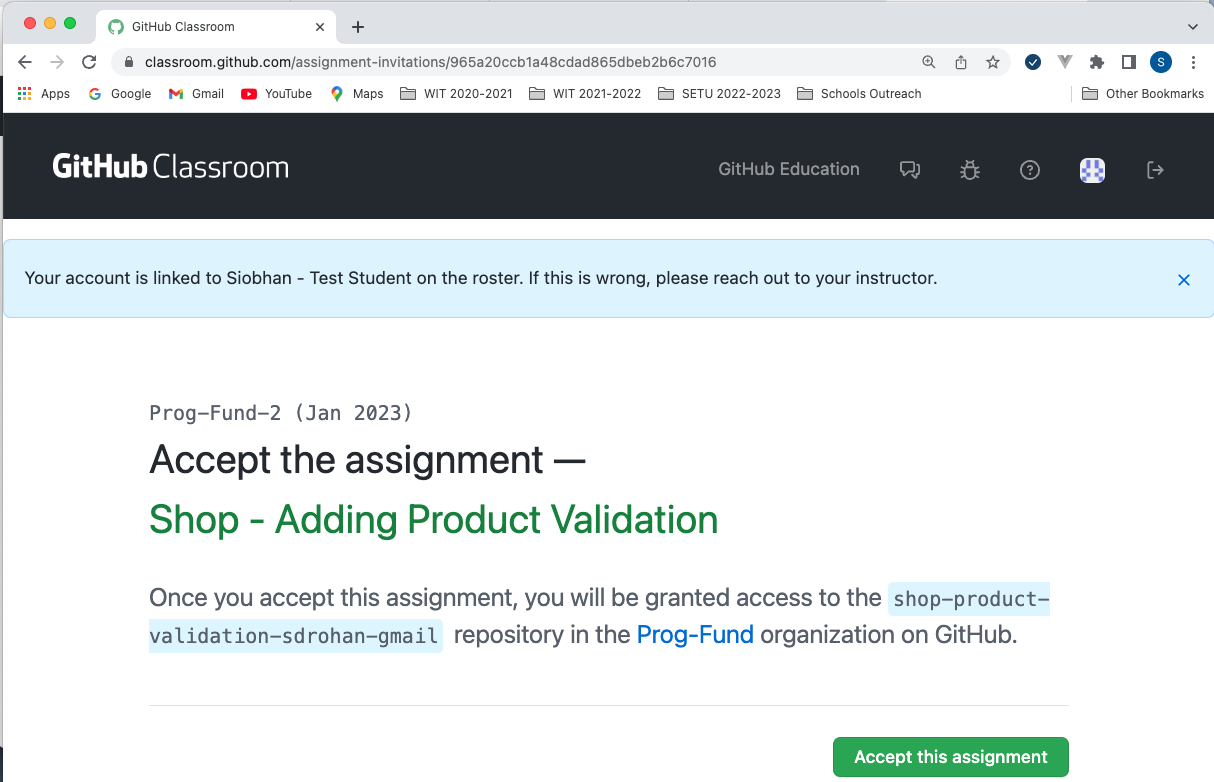 GitHub Classroom
classroom.github.com/assignment-invitations/965a20ccb1a48cdad865dbeb2b6c7016
S
Apps Google Gmail YouTube Maps WIT 2020-2021 WIT 2021-2022 SETU 2022-2023 Schools Outreach Other Bookmarks
GitHub Classroom GitHub Education
Your account is linked to Siobhan - Test Student on the roster. If this is wrong, please reach out to your instructor.
Prog-Fund-2 (Jan 2023)
Accept the assignment —
Shop - Adding Product Validation
Once you accept this assignment, you will be granted access to the shop-product-
validation-sdrohan-gmail repository in the Prog-Fund organization on GitHub.
Accept this assignment